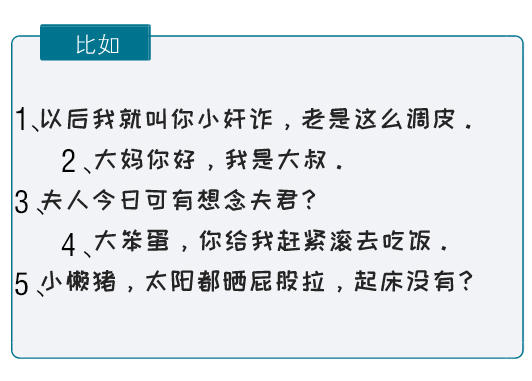 比如
1、以后我就叫你小奸诈，老是这么调皮．
2、大妈你好，我是大叔．
3、夫人今日可有想念夫君？
4、大笨蛋，你给我赶紧滚去吃饭．
5、小懒猪，太阳都晒屁股拉，起床没有？